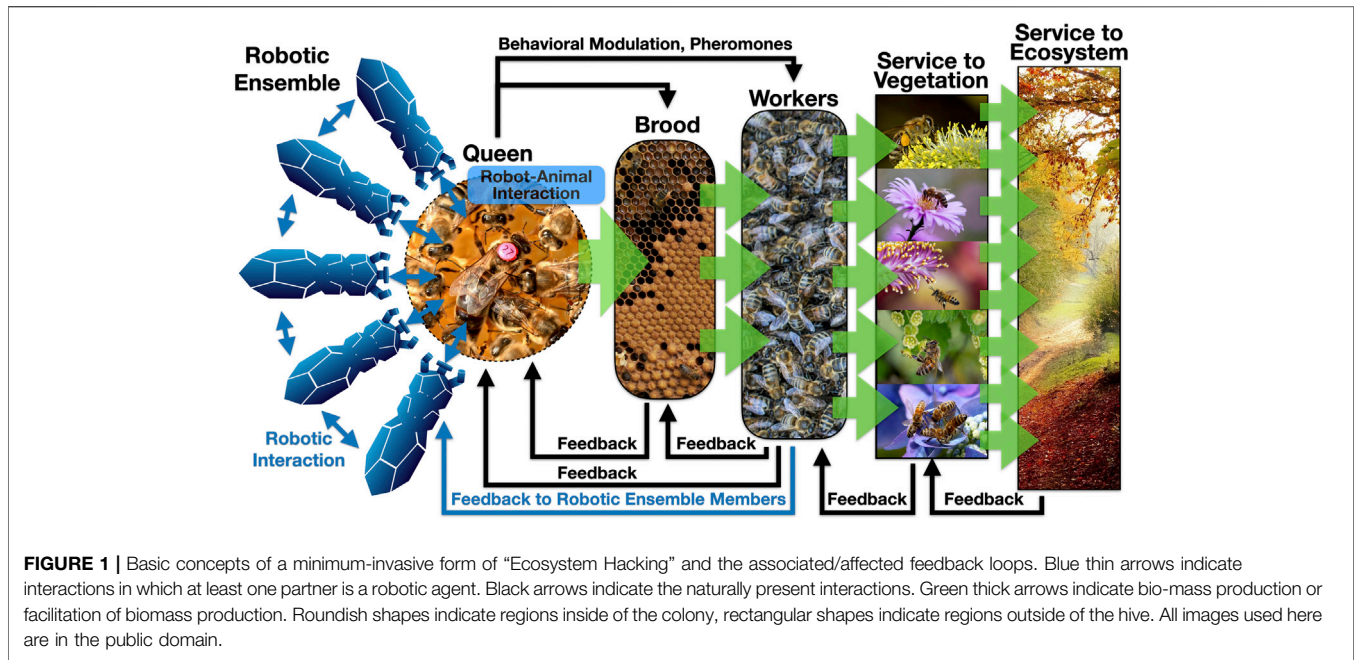 Robotic
Ensemble
Behavioral Modulation, Pheromones
Service to
Vegetation
Service to
Ecosystem
Queen
Brood
Workers
Robot-Animal
Interaction
Robotic
Interaction
Feedback
Feedback
Feedback
Feedback to Robotic Ensemble Members
Feedback
Feedback
FIGURE 1 | Basic concepts of a minimum-invasive form of “Ecosystem Hacking” and the associated/affected feedback loops. Blue thin arrows indicate
interactions in which at least one partner is a robotic agent. Black arrows indicate the naturally present interactions. Green thick arrows indicate bio-mass production or
facilitation of biomass production. Roundish shapes indicate regions inside of the colony, rectangular shapes indicate regions outside of the hive. All images used here
are in the public domain.